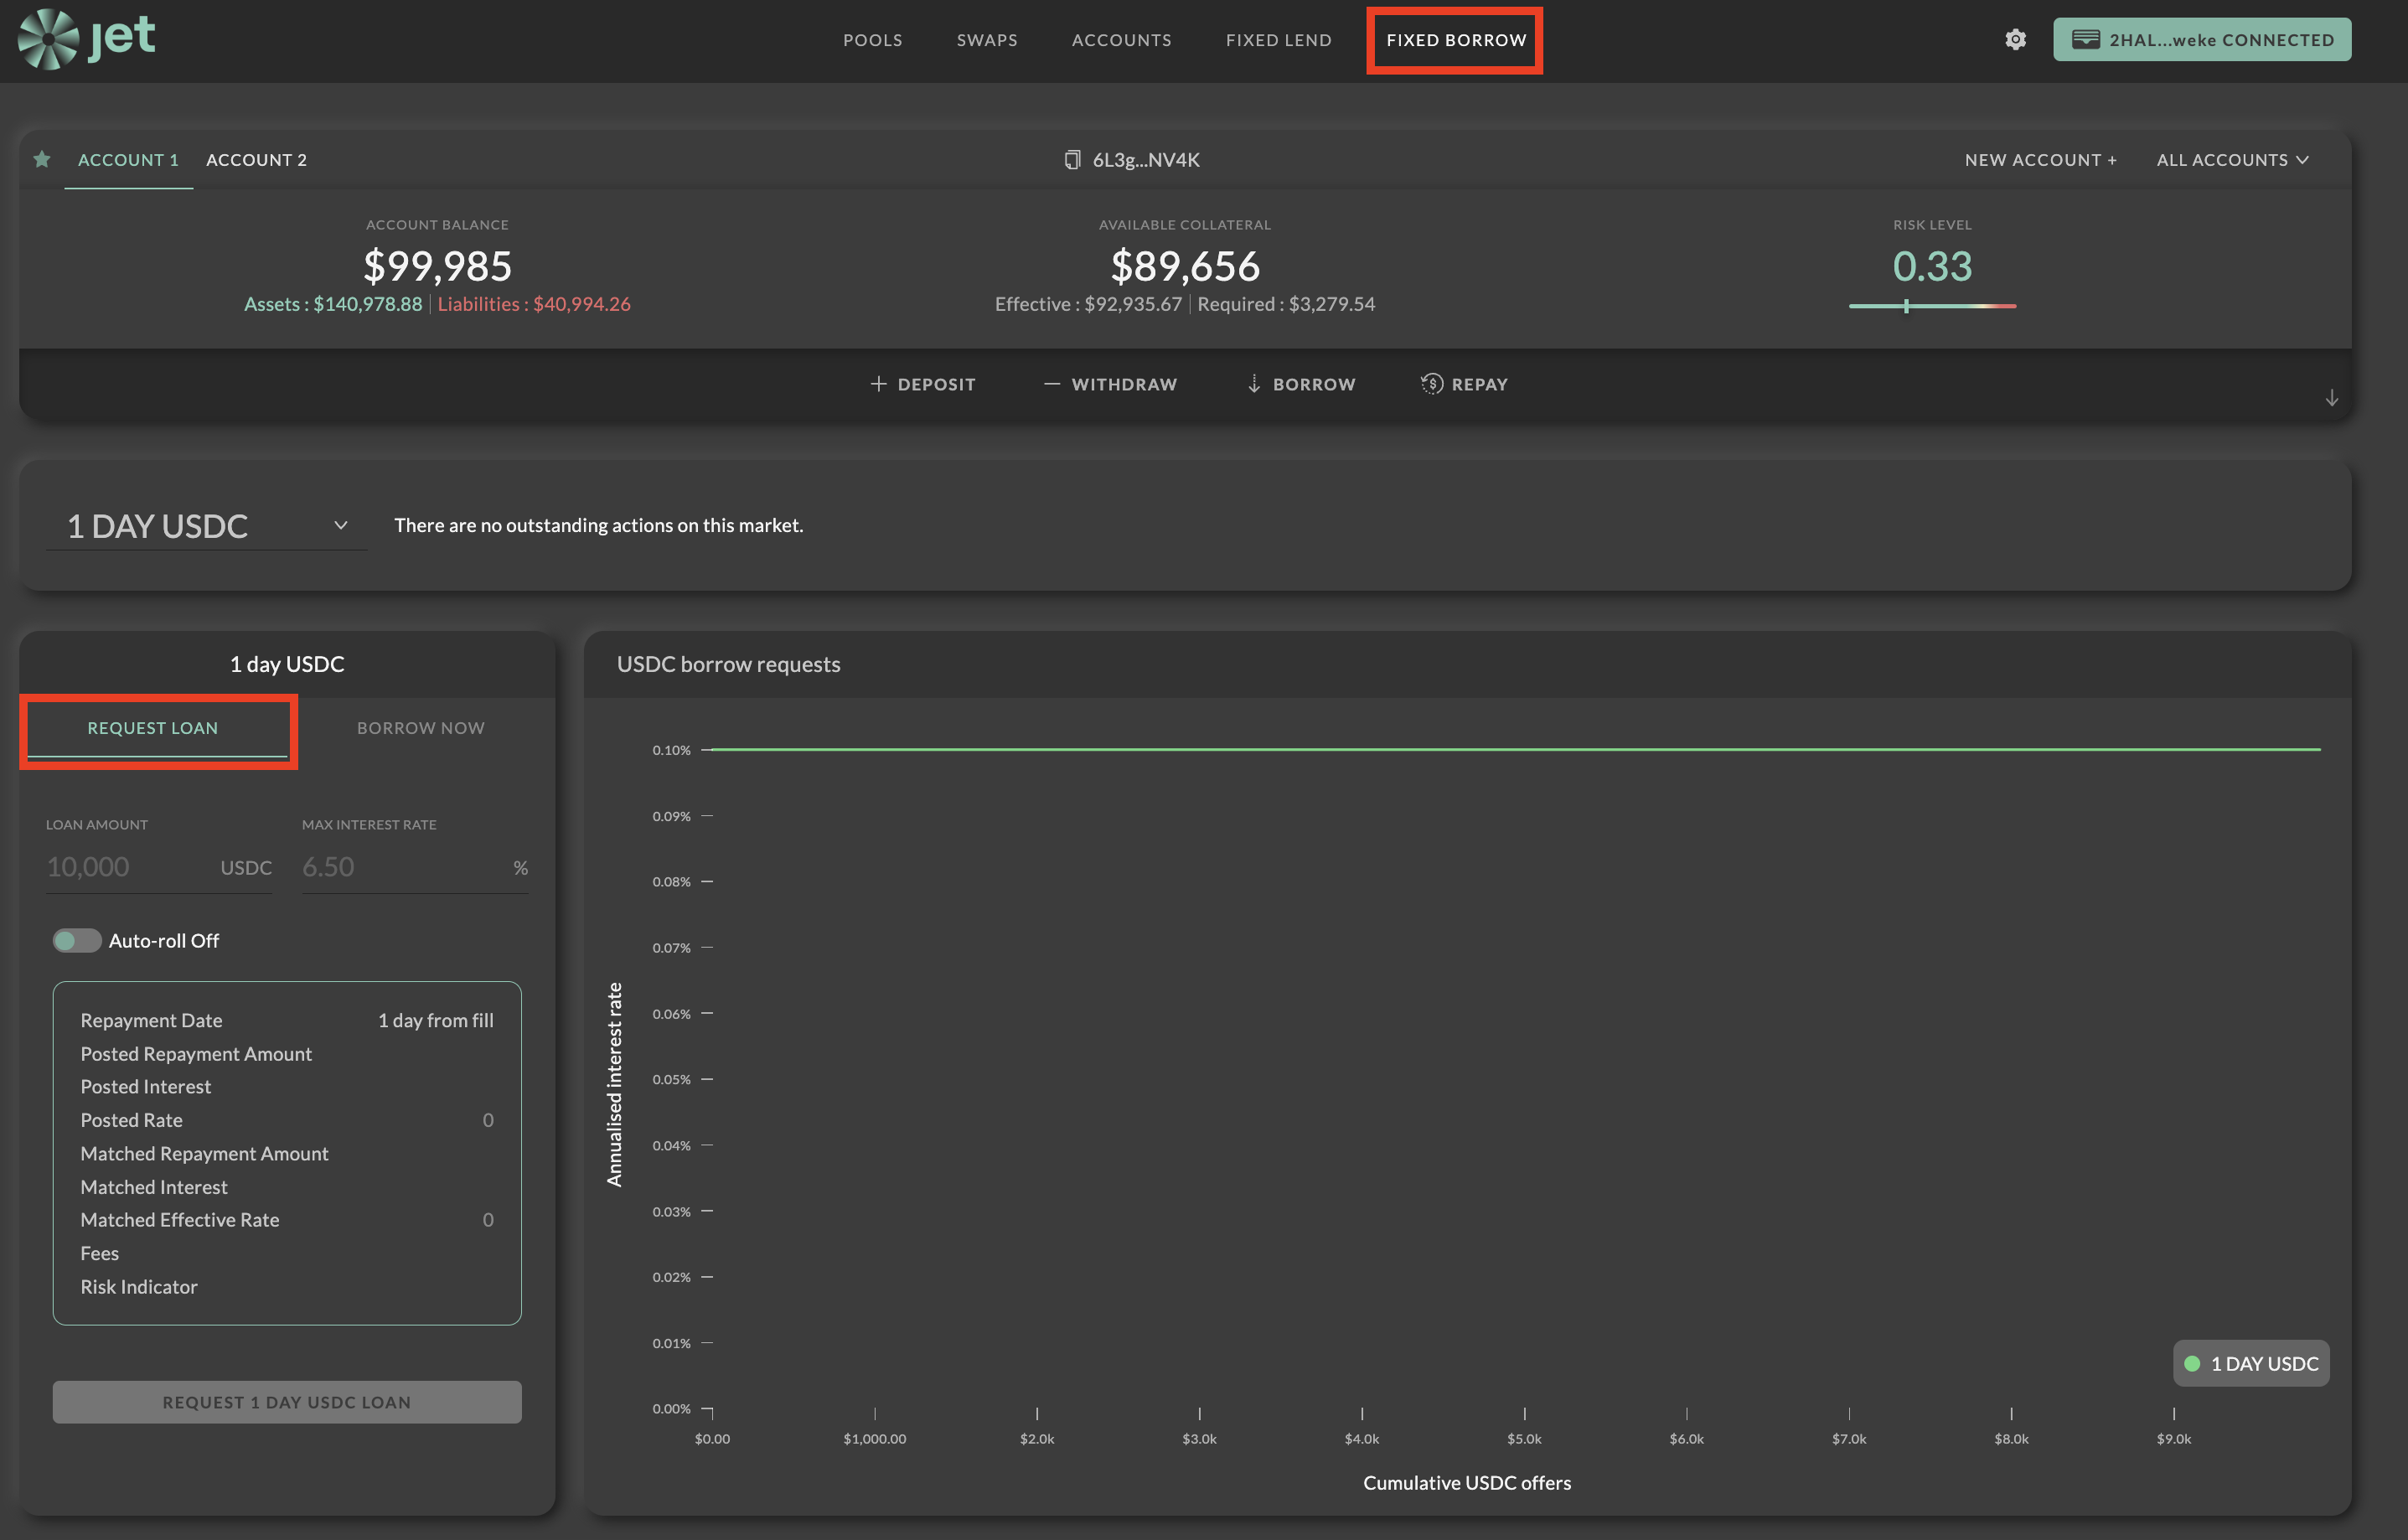 jet
POOLS SWAPS ACCOUNTS FIXED LEND FIXED BORROW
2HAL...weke CONNECTED
ACCOUNT 1 ACCOUNT 2
6L3g...NV4K
NEW ACCOUNT + ALL ACCOUNTS
ACCOUNT BALANCE
$99,985
Assets : $140,978.88 | Liabilities : $40,994.26
AVAILABLE COLLATERAL
$89,656
Effective : $92,935.67 | Required : $3,279.54
RISK LEVEL
0.33
+ DEPOSIT — WITHDRAW BORROW REPAY
1 DAY USDC
There are no outstanding actions on this market.
1 day USDC
REQUEST LOAN BORROW NOW
LOAN AMOUNT
10,000 USDC
MAX INTEREST RATE
6.50 %
Auto-roll Off
Repayment Date 1 day from fill
Posted Repayment Amount
Posted Interest
Posted Rate 0
Matched Repayment Amount
Matched Interest
Matched Effective Rate 0
Fees
Risk Indicator
REQUEST 1 DAY USDC LOAN
USDC borrow requests
Annualised interest rate
0.10%
0.09%
0.08%
0.07%
0.06%
0.05%
0.04%
0.03%
0.02%
0.01%
0.00%
1 DAY USDC
$0.00 $1,000.00 $2.0k $3.0k $4.0k $5.0k $6.0k $7.0k $8.0k $9.0k
Cumulative USDC offers